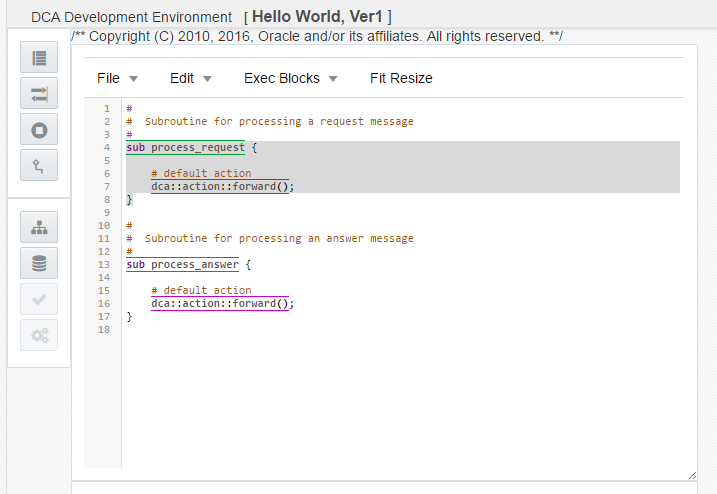 DCA Development Environment [ Hello World, Ver1 ]
/** Copyright (C) 2010, 2016, Oracle and/or its affiliates. All rights reserved. **/
File Edit Exec Blocks Fit Resize
1 #
2 # Subroutine for processing a request message
3 #
4 sub process_request {
5
6 # default action
7 dca::action::forward();
8 }
9
10 #
11 # Subroutine for processing an answer message
12 #
13 sub process_answer {
14
15 # default action
16 dca::action::forward();
17 }
18